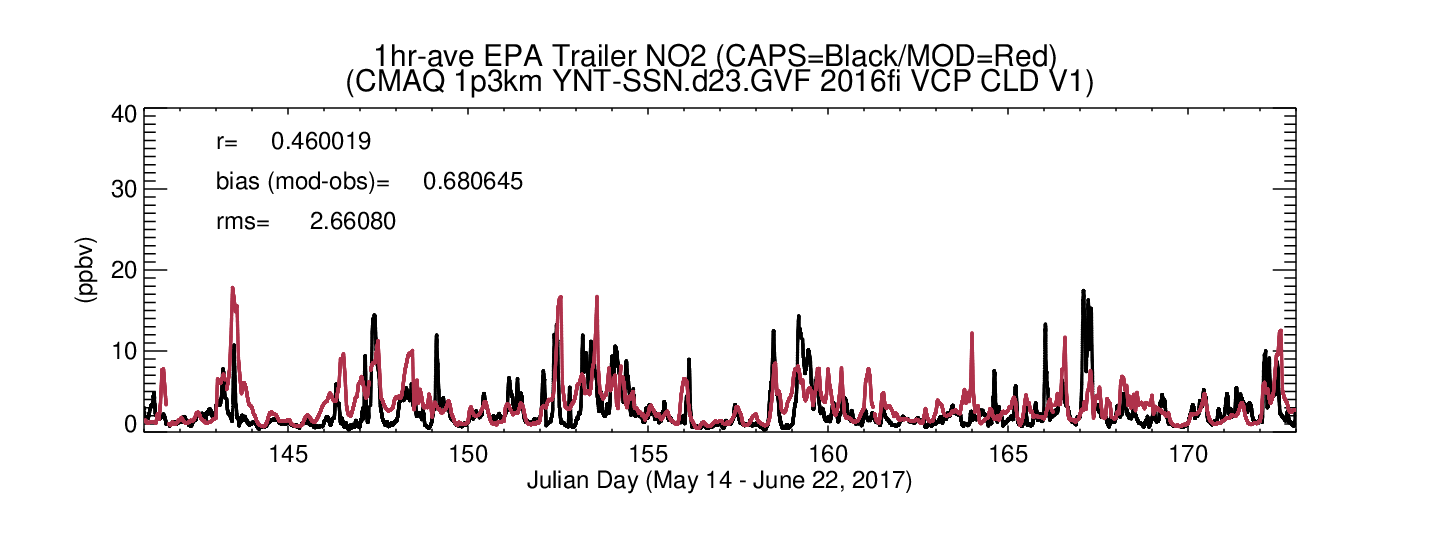 1hr-ave EPA Trailer NO2 (CAPS=Black/MOD=Red)
(CMAQ 1p3km YNT-SSN.d23.GVF 2016fi VCP CLD V1)
40
r= 0.460019
bias (mod-obs)= 0.680645
30
rms= 2.66080
(ppbv)
20
10
0
145 150 155 160 165 170
Julian Day (May 14 - June 22, 2017)